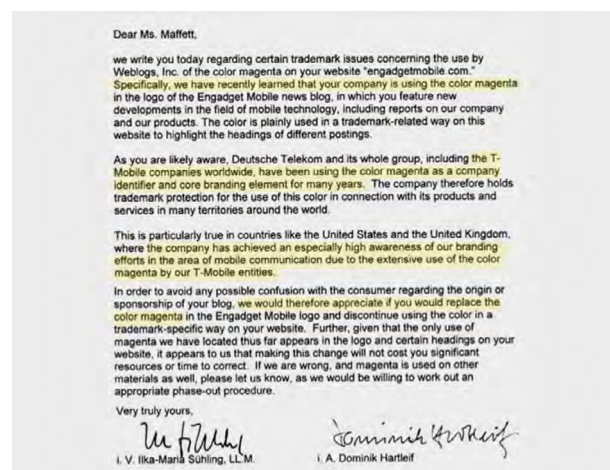 Dear Ms. Maffett,
we write you today regarding certain trademark issues concerning the use by
Weblogs, Inc. of the color magenta on your website "engadgetmobile.com."
Specifically, we have recently learned that your company is using the color magenta
in the logo of the Engadget Mobile news blog, in which you feature new
developments in the field of mobile technology, including reports on our company
and our products. The color is plainly used in a trademark-related way on this
website to highlight the headings of different postings.
As you are likely aware, Deutsche Telekom and its whole group, including the T-
Mobile companies worldwide, have been using the color magenta as a company
identifier and core branding element for many years. The company therefore holds
trademark protection for the use of this color in connection with its products and
services in many territories around the world.
This is particularly true in countries like the United States and the United Kingdom,
where the company has achieved an especially high awareness of our branding
efforts in the area of mobile communication due to the extensive use of the color
magenta by our T-Mobile entities.
In order to avoid any possible confusion with the consumer regarding the origin or
sponsorship of your blog, we would therefore appreciate if you would replace the
color magenta in the Engadget Mobile logo and discontinue using the color in a
trademark-specific way on your website. Further, given that the only use of
magenta we have located thus far appears in the logo and certain headings on your
website, it appears to us that making this change will not cost you significant
resources or time to correct. If we are wrong, and magenta is used on other
materials as well, please let us know, as we would be willing to work out an
appropriate phase-out procedure.
Very truly yours,
i. V. Ilka-Maria Sühling, LL.M. i. A. Dominik Hartleif